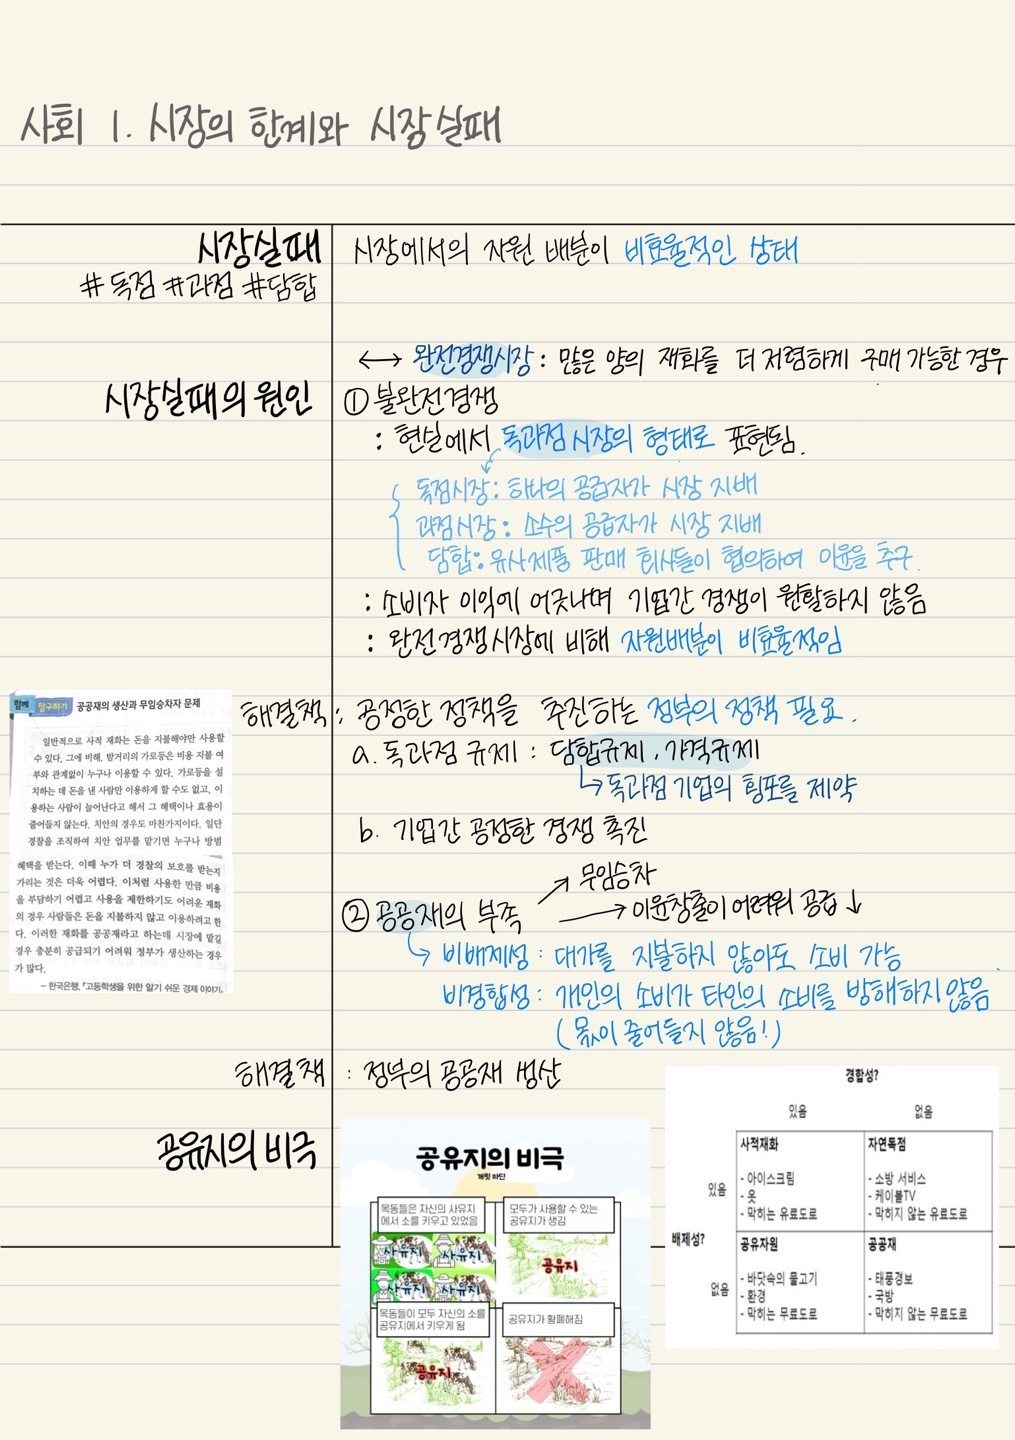 사회 1. 시장의 한계와 시장실패
시장실패
#독점 #과점 #담합
시장에서의 자원 배분이 비효율적인 상태
↔ 완전경쟁시장 : 많은 양의 재화를 더 저렴하게 구매 가능한 경우
시장실패의 원인
① 불완전경쟁
: 현실에서 독과점 시장의 형태로 표현됨.
독점시장 : 하나의 공급자가 시장 지배
과점시장 : 소수의 공급자가 시장 지배
담합 : 유사제품 판매 회사들이 협의하여 이윤을 추구.
: 소비자 이익에 어긋나며 기업간 경쟁이 원활하지 않음
: 완전경쟁시장에 비해 자원배분이 비효율적임
해결책 : 공정한 정책을 추진하는 정부의 정책 필요.
a. 독과점 규제 : 담합규제, 가격규제
↳ 독과점 기업의 횡포를 제약
b. 기업간 공정한 경쟁 촉진
② 공공재의 부족
→ 무임승차
→ 이윤창출이 어려워 공급 ↓
↳ 비배제성 : 대가를 지불하지 않아도 소비 가능
비경합성 : 개인의 소비가 타인의 소비를 방해하지 않음
(몫이 줄어들지 않음!)
해결책 : 정부의 공공재 생산
공유지의 비극
함께 탐구하기 공공재의 생산과 무임승차자 문제
일반적으로 사적 재화는 돈을 지불해야만 사용할
수 있다. 그에 비해, 밤거리의 가로등은 비용 지불 여
부와 관계없이 누구나 이용할 수 있다. 가로등을 설
치하는 데 돈을 낸 사람만 이용하게 할 수도 없고, 이
용하는 사람이 늘어난다고 해서 그 혜택이나 효용이
줄어들지 않는다. 치안의 경우도 마찬가지이다. 일단
경찰을 조직하여 치안 업무를 맡기면 누구나 방범
혜택을 받는다. 이때 누가 더 경찰의 보호를 받는지
가리는 것은 더욱 어렵다. 이처럼 사용한 만큼 비용
을 부담하기 어렵고 사용을 제한하기도 어려운 재화
의 경우 사람들은 돈을 지불하지 않고 이용하려고 한
다. 이러한 재화를 공공재라고 하는데 시장에 맡길
경우 충분히 공급되기 어려워 정부가 생산하는 경우
가 많다.
- 한국은행, 『고등학생을 위한 알기 쉬운 경제 이야기』
공유지의 비극
개릿 하딘
목동들은 자신의 사유지
에서 소를 키우고 있었음
사유지
사유지
사유지
사유지
모두가 사용할 수 있는
공유지가 생김
공유지
목동들이 모두 자신의 소를
공유지에서 키우게 됨
공유지
공유지가 황폐해짐
경합성?
있음 없음
배제성?
있음
사적재화
- 아이스크림
- 옷
- 막히는 유료도로
자연독점
- 소방 서비스
- 케이블TV
- 막히지 않는 유료도로
없음
공유자원
- 바닷속의 물고기
- 환경
- 막히는 무료도로
공공재
- 태풍경보
- 국방
- 막히지 않는 무료도로